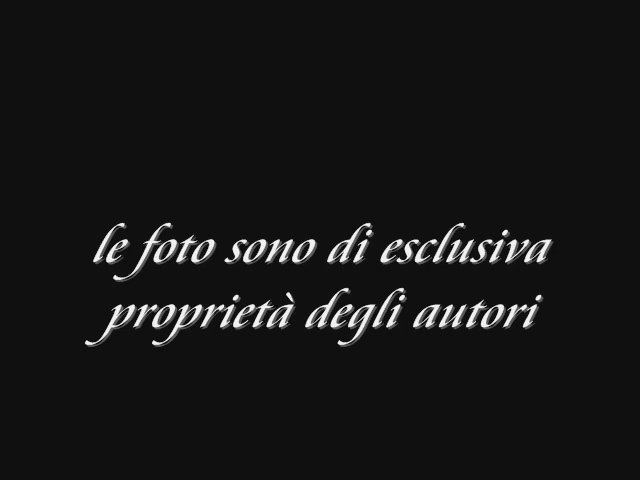 le foto sono di esclusiva
proprietà degli autori